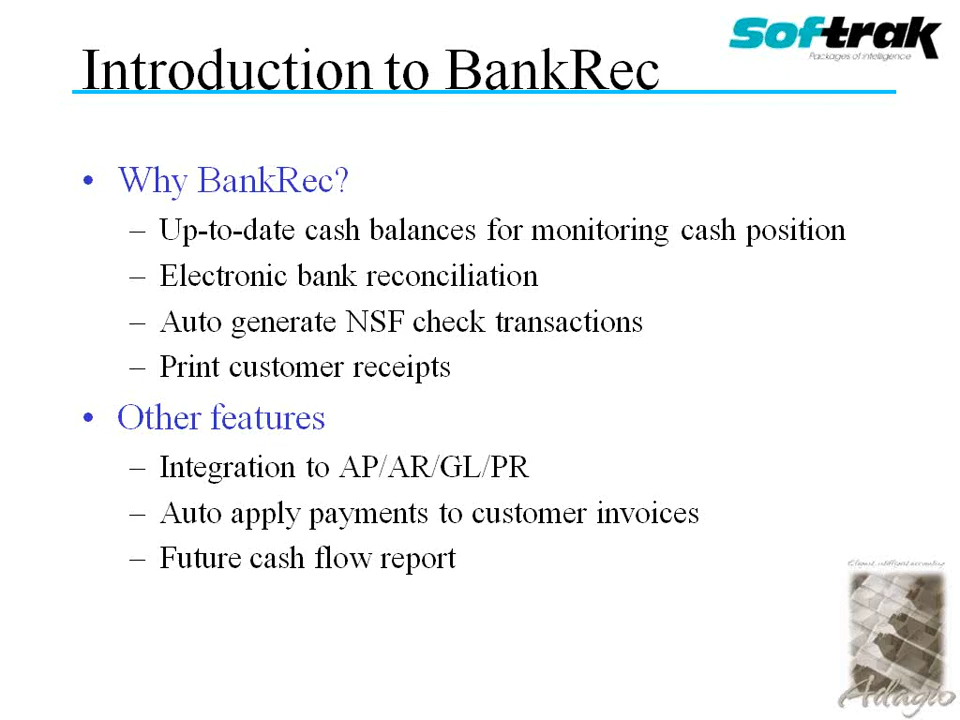 Softrak
Packages of intelligence
Introduction to BankRec
• Why BankRec?
– Up-to-date cash balances for monitoring cash position
– Electronic bank reconciliation
– Auto generate NSF check transactions
– Print customer receipts
• Other features
– Integration to AP/AR/GL/PR
– Auto apply payments to customer invoices
– Future cash flow report
Adagio